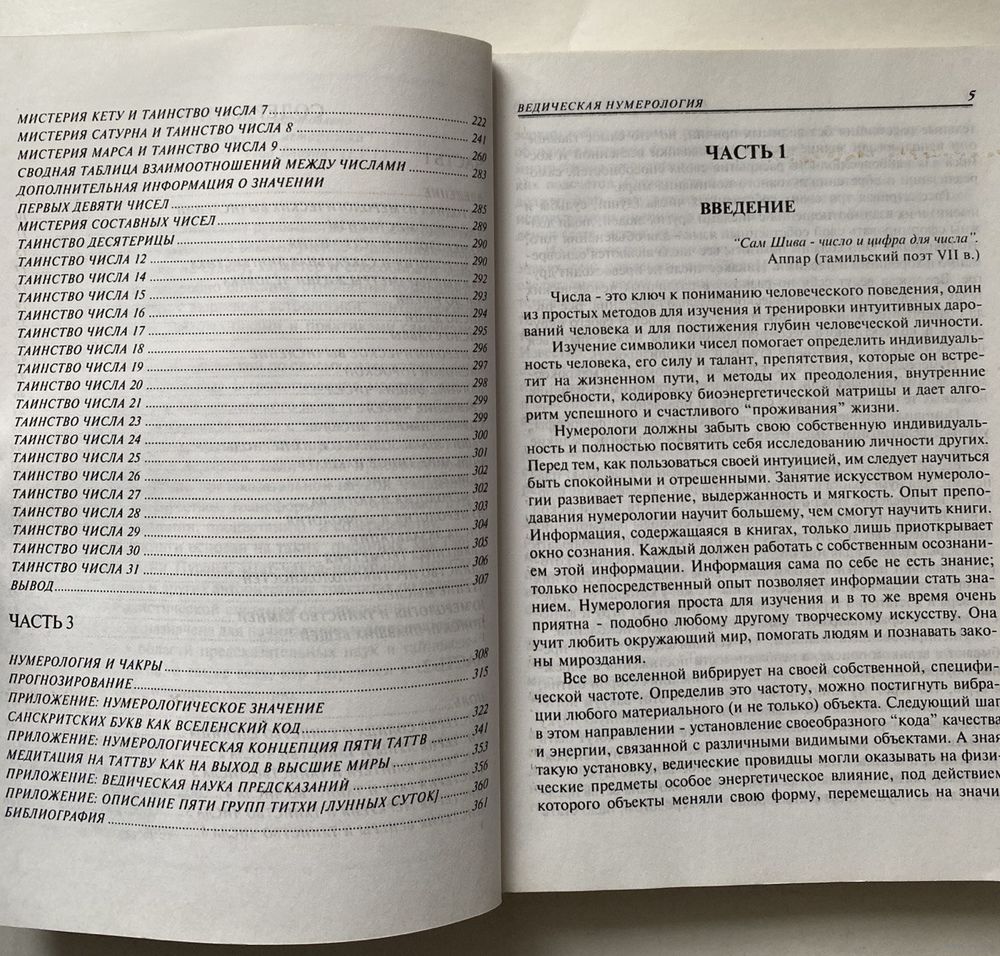 МИСТЕРИЯ КЕТУ И ТАИНСТВО ЧИСЛА 7 222
МИСТЕРИЯ САТУРНА И ТАИНСТВО ЧИСЛА 8 241
МИСТЕРИЯ МАРСА И ТАИНСТВО ЧИСЛА 9 260
СВОДНАЯ ТАБЛИЦА ВЗАИМООТНОШЕНИЙ МЕЖДУ ЧИСЛАМИ 283
ДОПОЛНИТЕЛЬНАЯ ИНФОРМАЦИЯ О ЗНАЧЕНИИ
ПЕРВЫХ ДЕВЯТИ ЧИСЕЛ 285
МИСТЕРИЯ СОСТАВНЫХ ЧИСЕЛ 289
ТАИНСТВО ДЕСЯТЕРИЦЫ 290
ТАИНСТВО ЧИСЛА 12 290
ТАИНСТВО ЧИСЛА 14 292
ТАИНСТВО ЧИСЛА 15 293
ТАИНСТВО ЧИСЛА 16 294
ТАИНСТВО ЧИСЛА 17 295
ТАИНСТВО ЧИСЛА 18 296
ТАИНСТВО ЧИСЛА 19 297
ТАИНСТВО ЧИСЛА 20 298
ТАИНСТВО ЧИСЛА 21 299
ТАИНСТВО ЧИСЛА 23 299
ТАИНСТВО ЧИСЛА 24 300
ТАИНСТВО ЧИСЛА 25 301
ТАИНСТВО ЧИСЛА 26 302
ТАИНСТВО ЧИСЛА 27 302
ТАИНСТВО ЧИСЛА 28 303
ТАИНСТВО ЧИСЛА 29 304
ТАИНСТВО ЧИСЛА 30 305
ТАИНСТВО ЧИСЛА 31 306
ВЫВОД 307
ЧАСТЬ 3
НУМЕРОЛОГИЯ И ЧАКРЫ 308
ПРОГНОЗИРОВАНИЕ 315
ПРИЛОЖЕНИЕ: НУМЕРОЛОГИЧЕСКОЕ ЗНАЧЕНИЕ
САНСКРИТСКИХ БУКВ КАК ВСЕЛЕНСКИЙ КОД 322
ПРИЛОЖЕНИЕ: НУМЕРОЛОГИЧЕСКАЯ КОНЦЕПЦИЯ ПЯТИ ТАТТВ 341
МЕДИТАЦИЯ НА ТАТТВУ КАК НА ВЫХОД В ВЫСШИЕ МИРЫ 353
ПРИЛОЖЕНИЕ: ВЕДИЧЕСКАЯ НАУКА ПРЕДСКАЗАНИЙ 356
ПРИЛОЖЕНИЕ: ОПИСАНИЕ ПЯТИ ГРУПП ТИТХИ [ЛУННЫХ СУТОК] 360
БИБЛИОГРАФИЯ 361
ВЕДИЧЕСКАЯ НУМЕРОЛОГИЯ 5
ЧАСТЬ 1
ВВЕДЕНИЕ
“Сам Шива - число и цифра для числа”.
Аппар (тамильский поэт VII в.)
Числа - это ключ к пониманию человеческого поведения, один
из простых методов для изучения и тренировки интуитивных даро-
ваний человека и для постижения глубин человеческой личности.
Изучение символики чисел помогает определить индивидуаль-
ность человека, его силу и талант, препятствия, которые он встре-
тит на жизненном пути, и методы их преодоления, внутренние
потребности, кодировку биоэнергетической матрицы и дает алго-
ритм успешного и счастливого “проживания” жизни.
Нумерологи должны забыть свою собственную индивидуаль-
ность и полностью посвятить себя исследованию личности других.
Перед тем, как пользоваться своей интуицией, им следует научиться
быть спокойными и отрешенными. Занятие искусством нумероло-
гии развивает терпение, выдержанность и мягкость. Опыт препо-
давания нумерологии научит большему, чем смогут научить книги.
Информация, содержащаяся в книгах, только лишь приоткрывает
окно сознания. Каждый должен работать с собственным осознани-
ем этой информации. Информация сама по себе не есть знание;
только непосредственный опыт позволяет информации стать зна-
нием. Нумерология проста для изучения и в то же время очень
приятна - подобно любому другому творческому искусству. Она
учит любить окружающий мир, помогать людям и познавать зако-
ны мироздания.
Все во вселенной вибрирует на своей собственной, специфи-
ческой частоте. Определив это частоту, можно постигнуть вибра-
ции любого материального (и не только) объекта. Следующий шаг
в этом направлении - установление своеобразного “кода” качества
и энергии, связанной с различными видимыми объектами. А зная
такую установку, ведические провидцы могли оказывать на физи-
ческие предметы особое энергетическое влияние, под действием
которого объекты меняли свою форму, перемещались на значи-